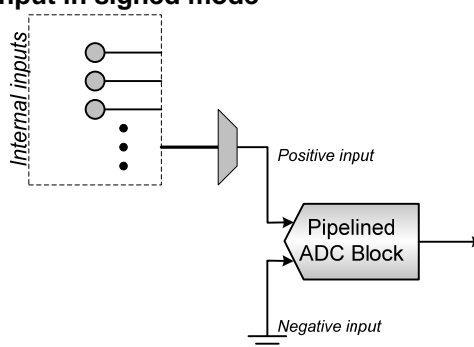 input in signed mode
Internal inputs
Positive input
Pipelined
ADC Block
Negative input